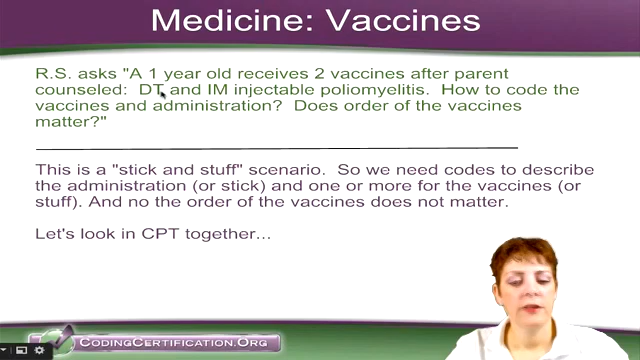 Medicine: Vaccines
R.S. asks "A 1 year old receives 2 vaccines after parent
counseled:  DT and IM injectable poliomyelitis.  How to code the
vaccines and administration?  Does order of the vaccines
matter?"
This is a "stick and stuff" scenario.  So we need codes to describe
the administration (or stick) and one or more for the vaccines (or
stuff). And no the order of the vaccines does not matter.
Let's look in CPT together...
CodingCertification.Org